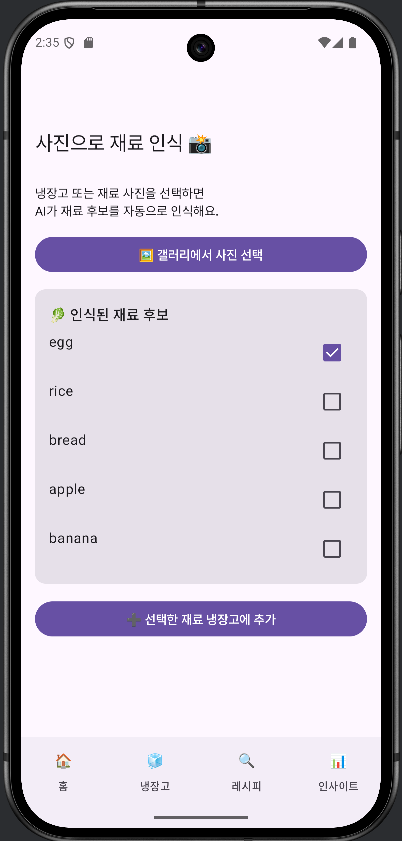 2:35
사진으로 재료 인식 📸
냉장고 또는 재료 사진을 선택하면
AI가 재료 후보를 자동으로 인식해요.
🖼️ 갤러리에서 사진 선택
🥬 인식된 재료 후보
egg
rice
bread
apple
banana
➕ 선택한 재료 냉장고에 추가
홈
냉장고
레시피
인사이트